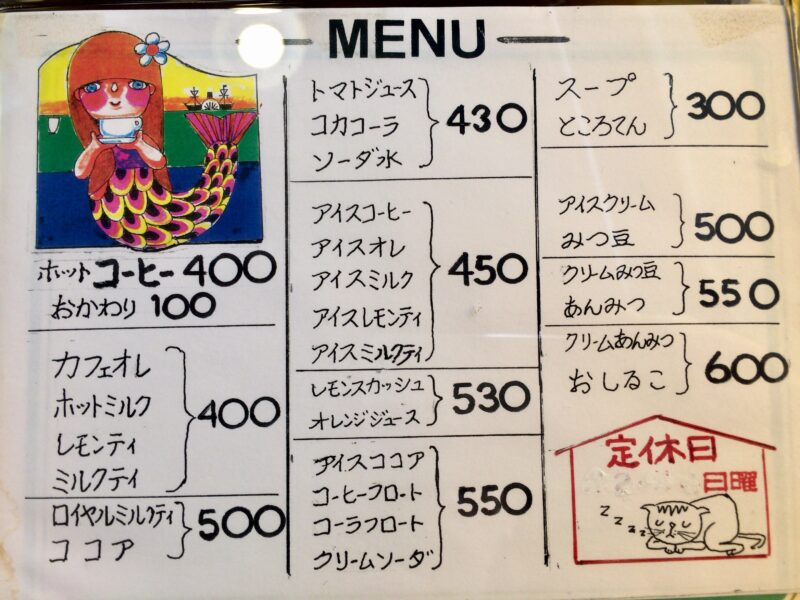 MENU
ホットコーヒー 400
おかわり 100
カフェオレ
ホットミルク
レモンティ
ミルクティ
400
ロイヤルミルクティ
ココア
500
トマトジュース
コカコーラ
ソーダ水
430
アイスコーヒー
アイスオレ
アイスミルク
アイスレモンティ
アイスミルクティ
450
レモンスカッシュ
オレンジジュース
530
アイスココア
コーヒーフロート
コーラフロート
クリームソーダ
550
スープ
ところてん
300
アイスクリーム
みつ豆
500
クリームみつ豆
あんみつ
550
クリームあんみつ
おしるこ
600
定休日
日曜
zzzzz